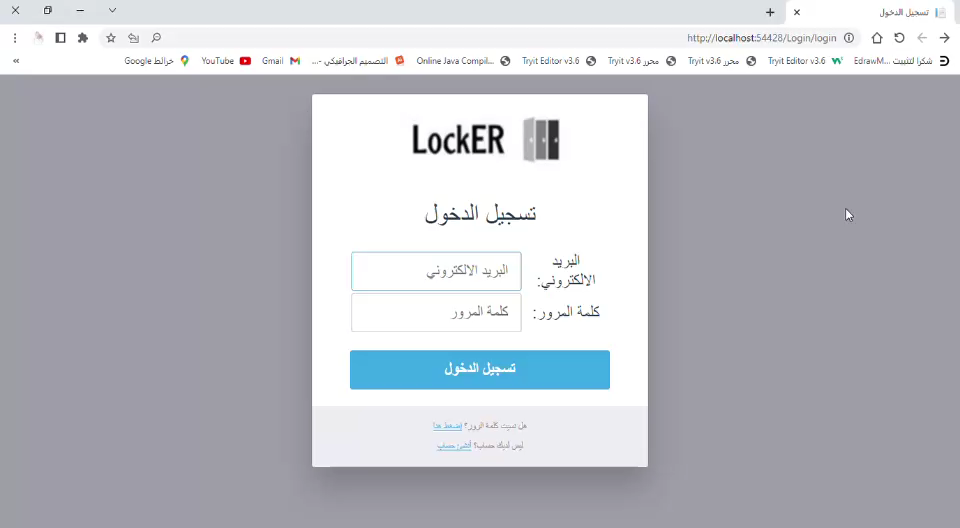 تسجيل الدخول
http://localhost:54428/Login/login
شكرا لتثبيت EdrawM...
Tryit Editor v3.6
محرر Tryit v3.6
محرر Tryit v3.6
Tryit Editor v3.6
Online Java Compil...
التصميم الجرافيكي -...
Gmail
YouTube
خرائط Google
LockER
تسجيل الدخول
البريد الالكتروني:
البريد الالكتروني
كلمة المرور:
كلمة المرور
تسجيل الدخول
هل نسيت كلمة الزور؟ إضغط هنا
ليس لديك حساب؟ أنشئ حساب